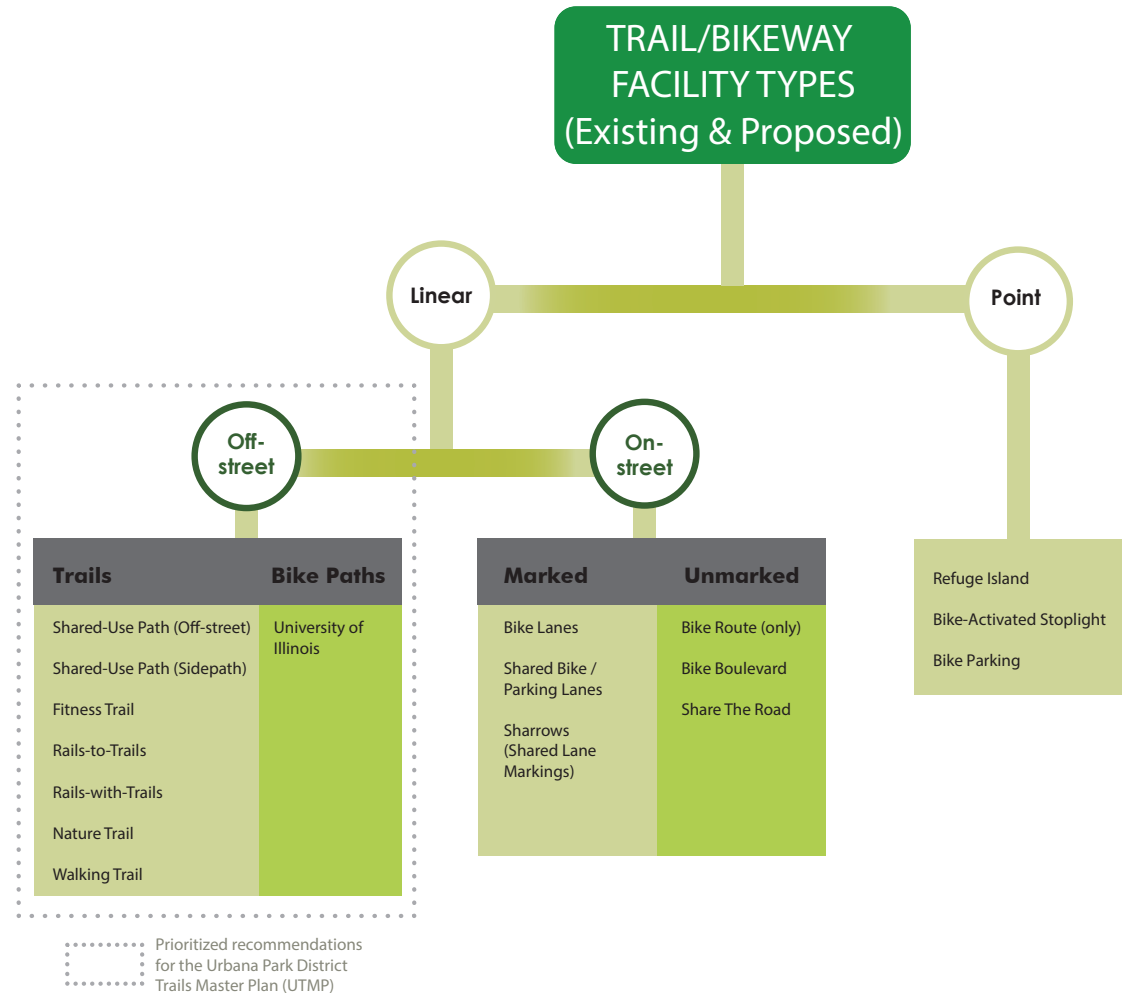 TRAIL/BIKEWAY
FACILITY TYPES
(Existing & Proposed)
Linear
Point
Off-
street
On-
street
Trails
Bike Paths
Shared-Use Path (Off-street)
Shared-Use Path (Sidepath)
Fitness Trail
Rails-to-Trails
Rails-with-Trails
Nature Trail
Walking Trail
University of
Illinois
Marked
Unmarked
Bike Lanes
Shared Bike /
Parking Lanes
Sharrows
(Shared Lane
Markings)
Bike Route (only)
Bike Boulevard
Share The Road
Refuge Island
Bike-Activated Stoplight
Bike Parking
Prioritized recommendations
for the Urbana Park District
Trails Master Plan (UTMP)